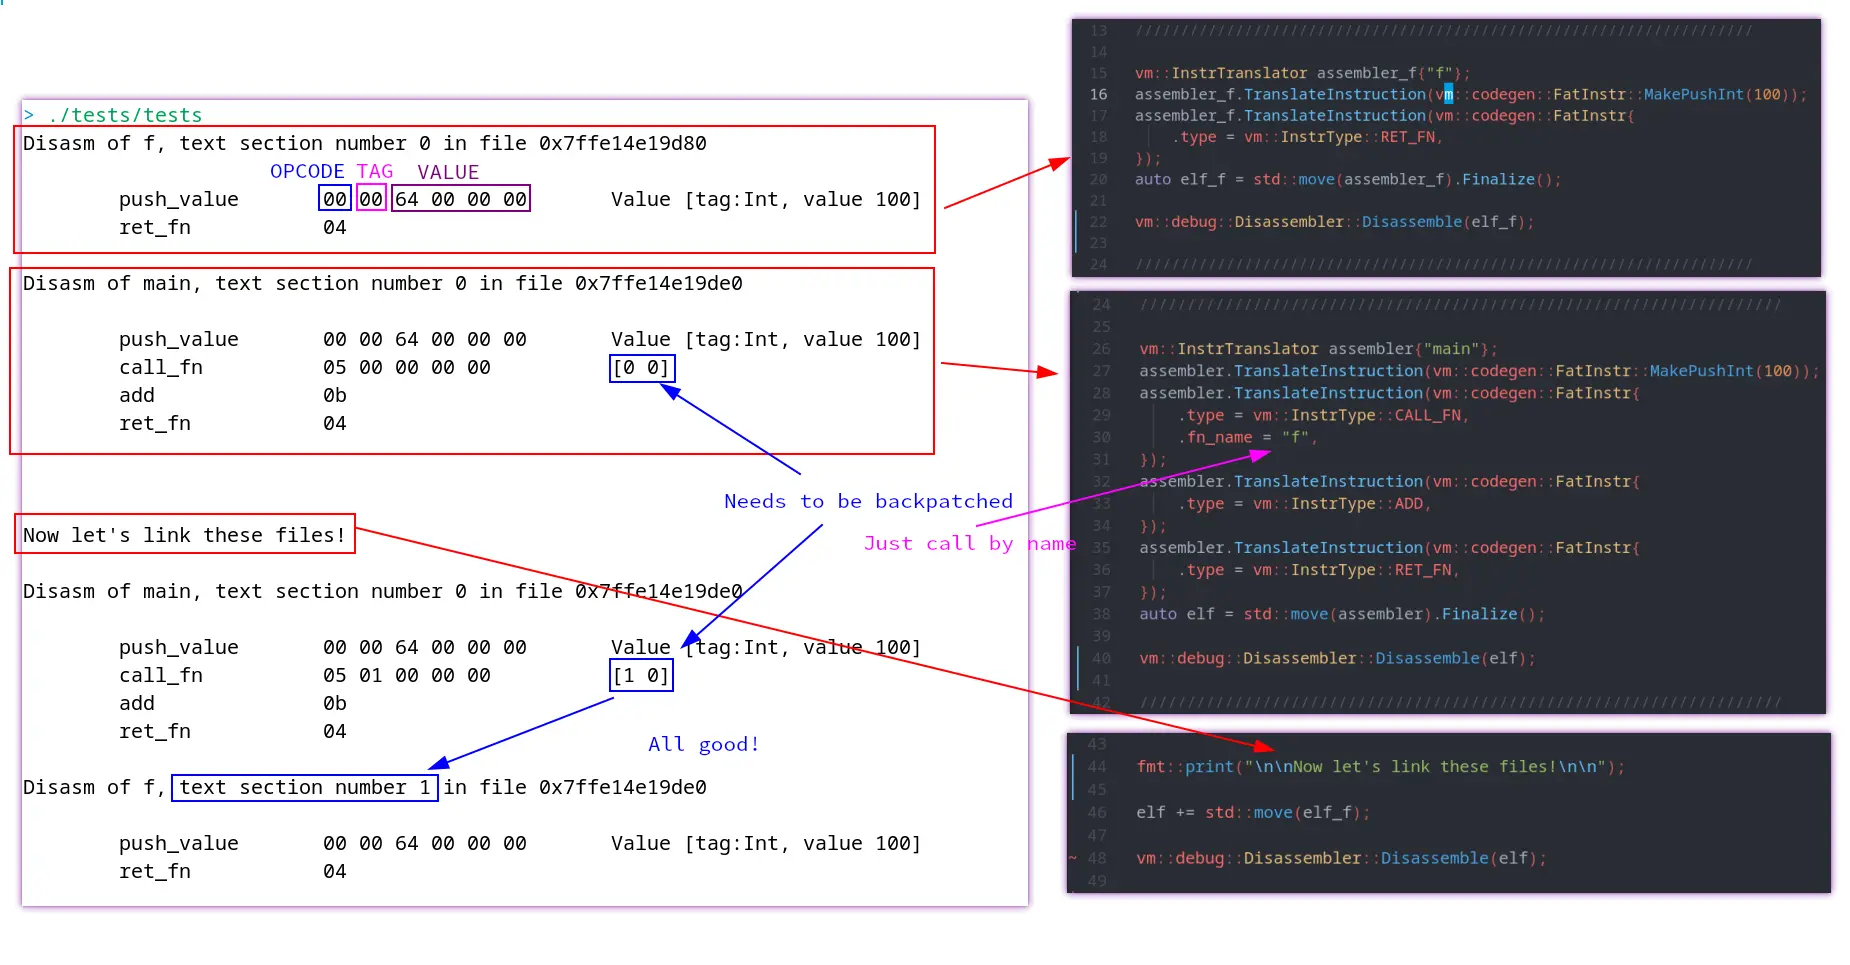 > ./tests/tests
Disasm of f, text section number 0 in file 0x7ffe14e19d80
OPCODE TAG VALUE
push_value 00 00 64 00 00 00 Value [tag:Int, value 100]
ret_fn 04
Disasm of main, text section number 0 in file 0x7ffe14e19de0
push_value 00 00 64 00 00 00 Value [tag:Int, value 100]
call_fn 05 00 00 00 00 [0 0]
add 0b
ret_fn 04
Needs to be backpatched
Just call by name
Now let's link these files!
Disasm of main, text section number 0 in file 0x7ffe14e19de0
push_value 00 00 64 00 00 00 Value [tag:Int, value 100]
call_fn 05 01 00 00 00 [1 0]
add 0b
ret_fn 04
All good!
Disasm of f, text section number 1 in file 0x7ffe14e19de0
push_value 00 00 64 00 00 00 Value [tag:Int, value 100]
ret_fn 04
13 ////////////////////////////////////////////////////////////////////
14
15 vm::InstrTranslator assembler_f{"f"};
16 assembler_f.TranslateInstruction(vm::codegen::FatInstr::MakePushInt(100));
17 assembler_f.TranslateInstruction(vm::codegen::FatInstr{
18 .type = vm::InstrType::RET_FN,
19 });
20 auto elf_f = std::move(assembler_f).Finalize();
21
22 vm::debug::Disassembler::Disassemble(elf_f);
23
24 ////////////////////////////////////////////////////////////////////
24 ////////////////////////////////////////////////////////////////////
25
26 vm::InstrTranslator assembler{"main"};
27 assembler.TranslateInstruction(vm::codegen::FatInstr::MakePushInt(100));
28 assembler.TranslateInstruction(vm::codegen::FatInstr{
29 .type = vm::InstrType::CALL_FN,
30 .fn_name = "f",
31 });
32 assembler.TranslateInstruction(vm::codegen::FatInstr{
33 .type = vm::InstrType::ADD,
34 });
35 assembler.TranslateInstruction(vm::codegen::FatInstr{
36 .type = vm::InstrType::RET_FN,
37 });
38 auto elf = std::move(assembler).Finalize();
39
40 vm::debug::Disassembler::Disassemble(elf);
41
42 ////////////////////////////////////////////////////////////////////
43
44 fmt::print("\n\nNow let's link these files!\n\n");
45
46 elf += std::move(elf_f);
47
~ 48 vm::debug::Disassembler::Disassemble(elf);
49